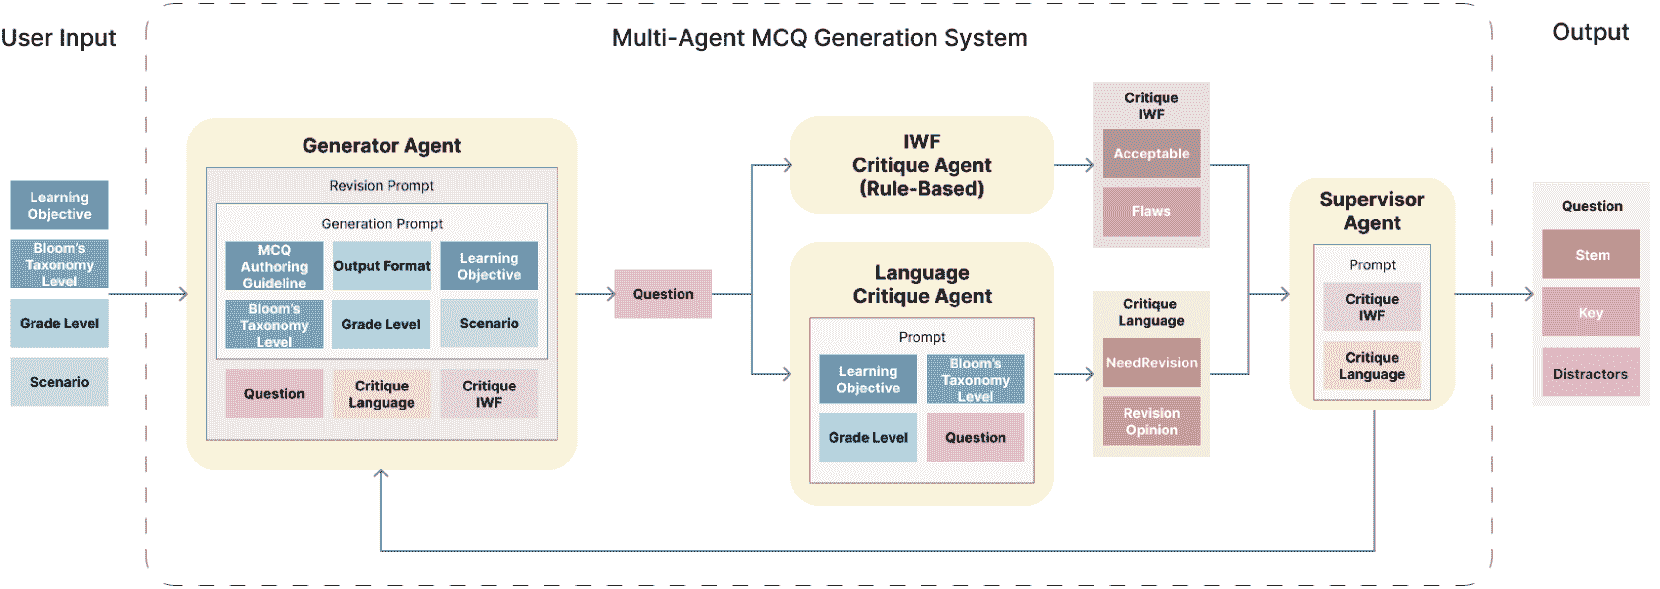 User Input
Multi-Agent MCQ Generation System
Output
Learning
Objective
Bloom's
Taxonomy
Level
Grade Level
Scenario
Generator Agent
Revision Prompt
Generation Prompt
MCQ
Authoring
Guideline
Output Format
Learning
Objective
Bloom's
Taxonomy
Level
Grade Level
Scenario
Question
Critique
Language
Critique
IWF
Question
IWF
Critique Agent
(Rule-Based)
Language
Critique Agent
Prompt
Learning
Objective
Bloom's
Taxonomy
Level
Grade Level
Question
Critique
IWF
Acceptable
Flaws
Critique
Language
NeedRevision
Revision
Opinion
Supervisor
Agent
Prompt
Critique
IWF
Critique
Language
Question
Stem
Key
Distractors